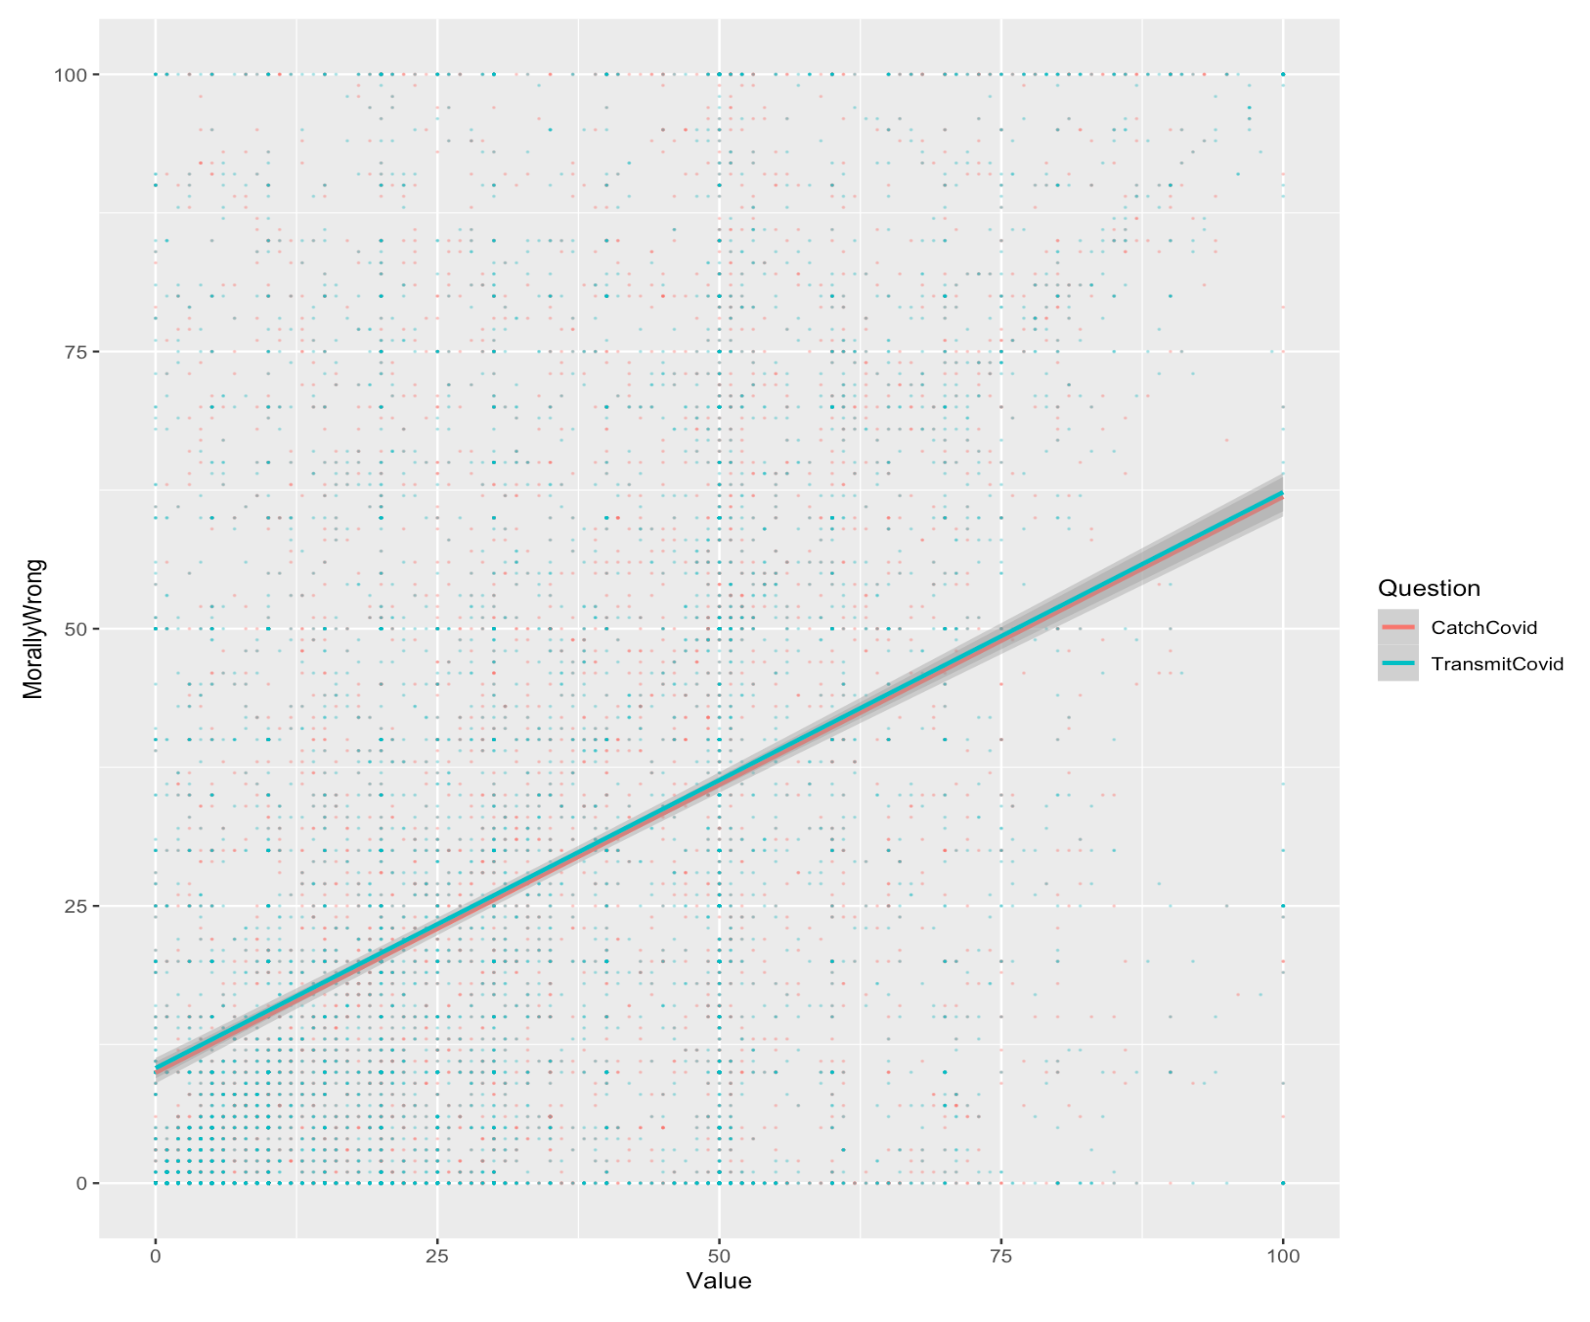 100
75
50
25
0
MorallyWrong
0 25 50 75 100
Value
Question
CatchCovid
TransmitCovid